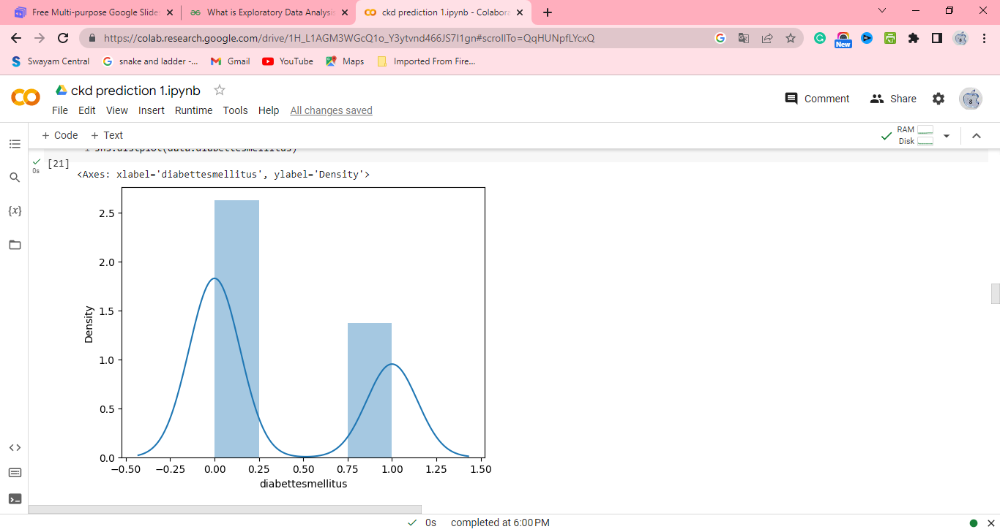 Free Multi-purpose Google Slide
What is Exploratory Data Analysis
ckd prediction 1.ipynb - Colabora
https://colab.research.google.com/drive/1H_L1AGM3WGcQ1o_Y3ytvnd466JS7I1gn#scrollTo=QqHUNpfLYcxQ
New
Swayam Central
snake and ladder -...
Gmail
YouTube
Maps
Imported From Fire...
ckd prediction 1.ipynb
Comment
Share
File Edit View Insert Runtime Tools Help All changes saved
+ Code + Text
RAM
Disk
1 sns.distplot(data.diabettesmellitus)
[21]
0s
<Axes: xlabel='diabettesmellitus', ylabel='Density'>
{x}
2.5
2.0
1.5
1.0
0.5
0.0
Density
−0.50 −0.25 0.00 0.25 0.50 0.75 1.00 1.25 1.50
diabettesmellitus
0s completed at 6:00 PM